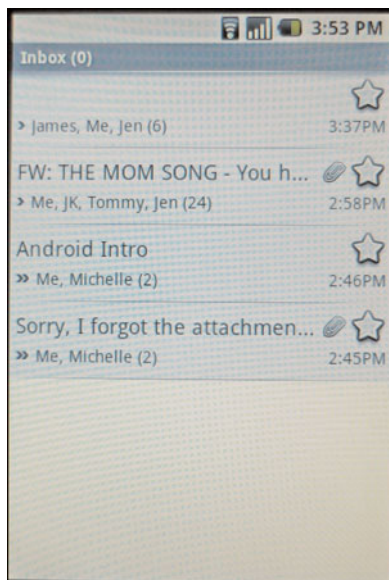 3:53 PM
Inbox (0)
› James, Me, Jen (6) 3:37PM
FW: THE MOM SONG - You h...
› Me, JK, Tommy, Jen (24) 2:58PM
Android Intro
» Me, Michelle (2) 2:46PM
Sorry, I forgot the attachmen...
» Me, Michelle (2) 2:45PM